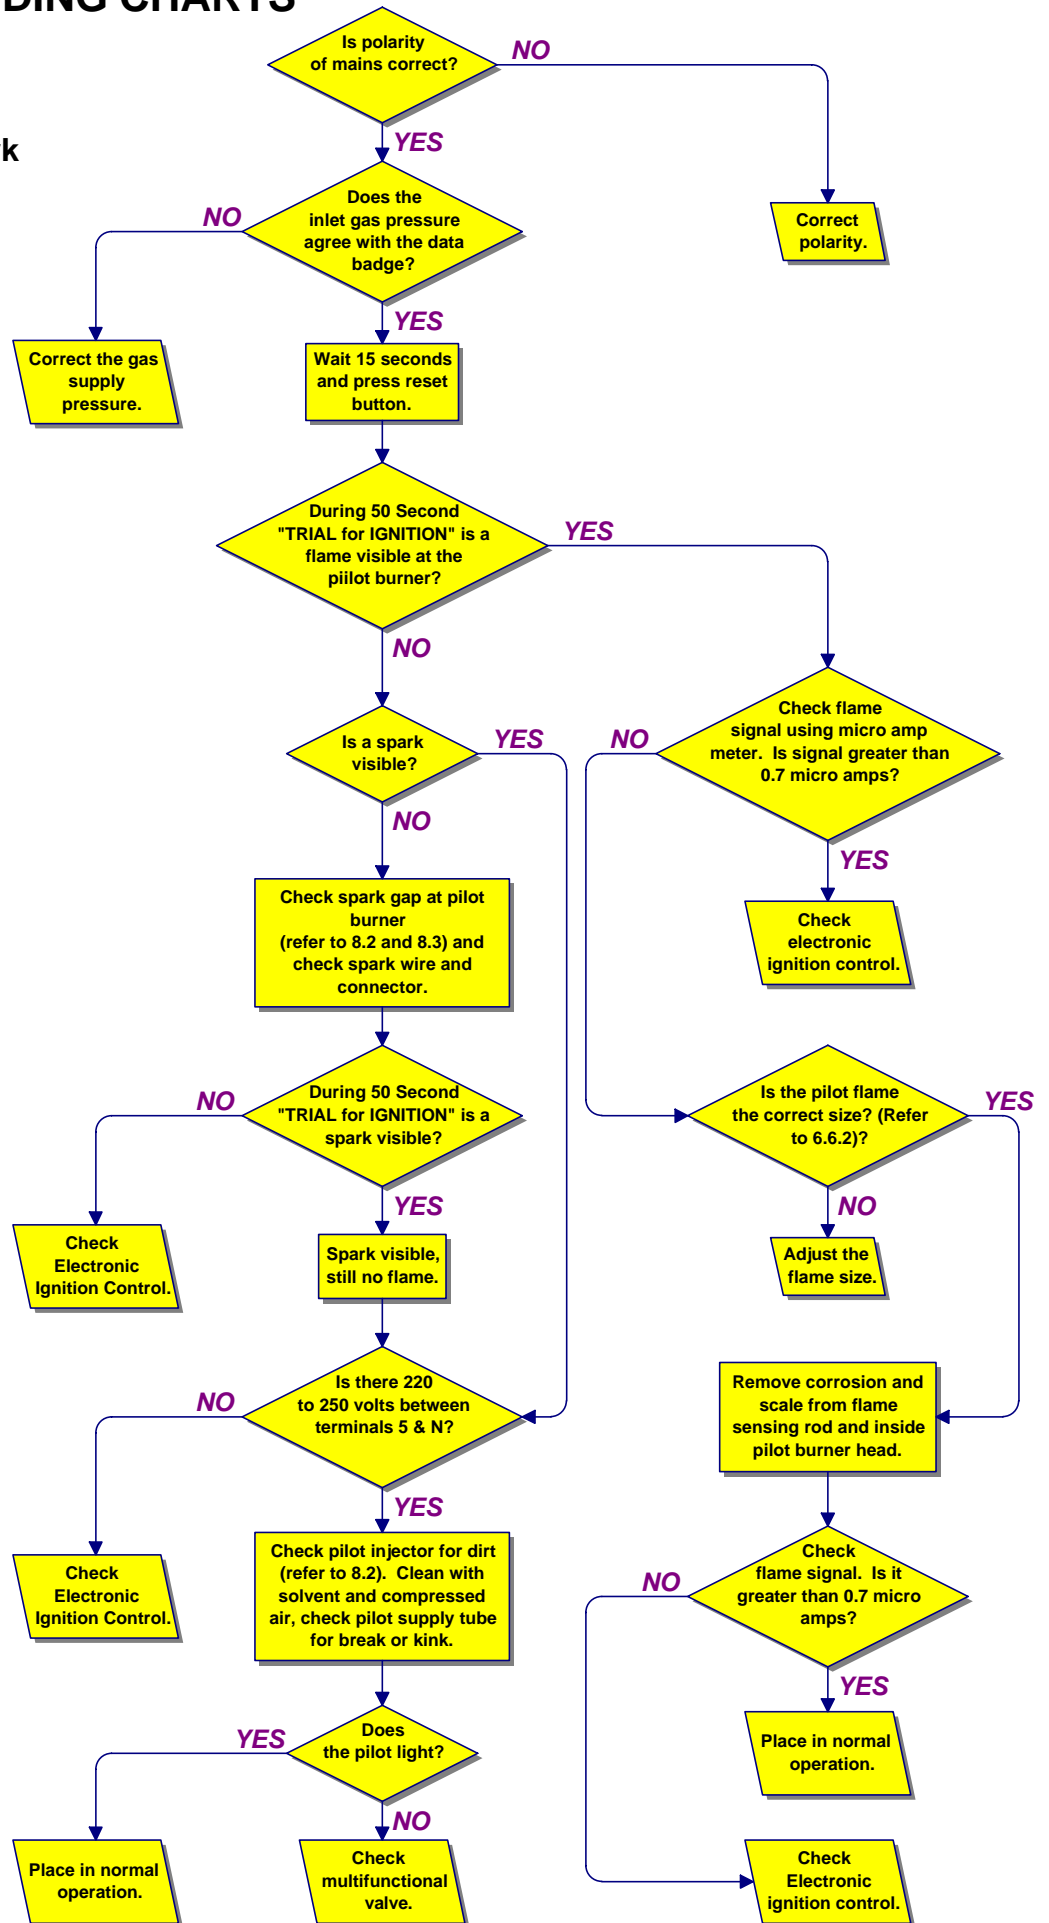 DING CHARTS
k
Is polarity
of mains correct?
NO
YES
Does the
inlet gas pressure
agree with the data
badge?
NO
Correct
polarity.
YES
Correct the gas
supply
pressure.
Wait 15 seconds
and press reset
button.
During 50 Second
"TRIAL for IGNITION" is a
flame visible at the
piilot burner?
YES
NO
Is a spark
visible?
YES
NO
Check flame
signal using micro amp
meter. Is signal greater than
0.7 micro amps?
NO
YES
Check spark gap at pilot
burner
(refer to 8.2 and 8.3) and
check spark wire and
connector.
Check
electronic
ignition control.
During 50 Second
"TRIAL for IGNITION" is a
spark visible?
NO
Is the pilot flame
the correct size? (Refer
to 6.6.2)?
YES
YES
NO
Check
Electronic
Ignition Control.
Spark visible,
still no flame.
Adjust the
flame size.
Is there 220
to 250 volts between
terminals 5 & N?
NO
Remove corrosion and
scale from flame
sensing rod and inside
pilot burner head.
YES
Check
Electronic
Ignition Control.
Check pilot injector for dirt
(refer to 8.2). Clean with
solvent and compressed
air, check pilot supply tube
for break or kink.
Check
flame signal. Is it
greater than 0.7 micro
amps?
NO
YES
Does
the pilot light?
YES
Place in normal
operation.
NO
Place in normal
operation.
Check
multifunctional
valve.
Check
Electronic
ignition control.